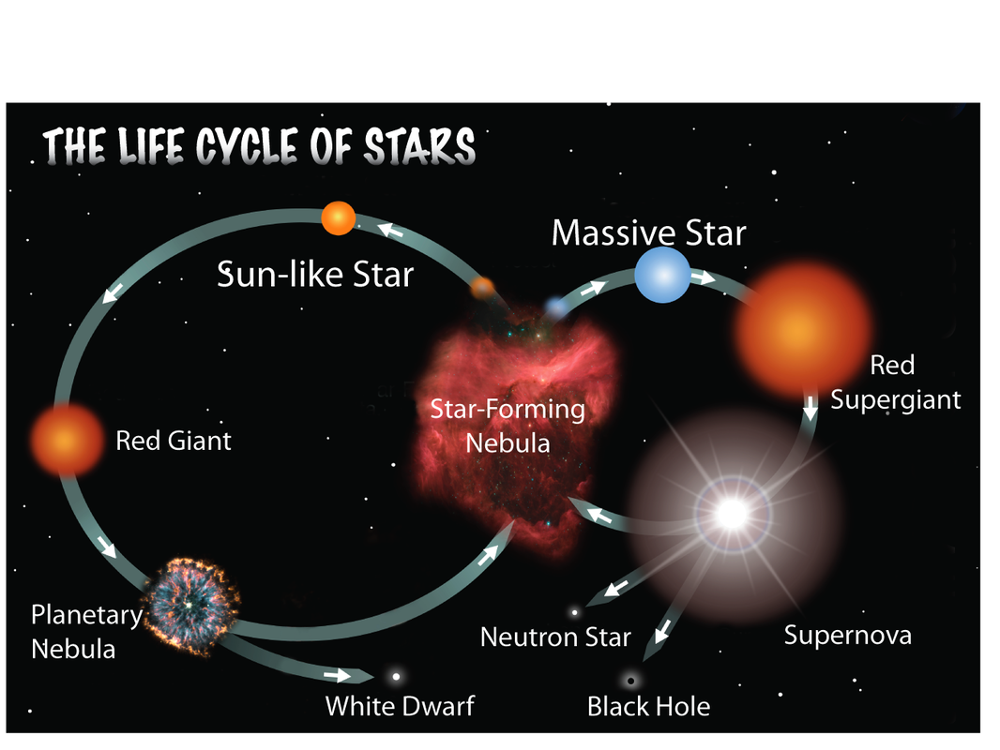 THE LIFE CYCLE OF STARS
Massive Star
Sun-like Star
Red
Supergiant
Star-Forming
Nebula
Red Giant
Planetary
Nebula
Neutron Star
Supernova
White Dwarf
Black Hole